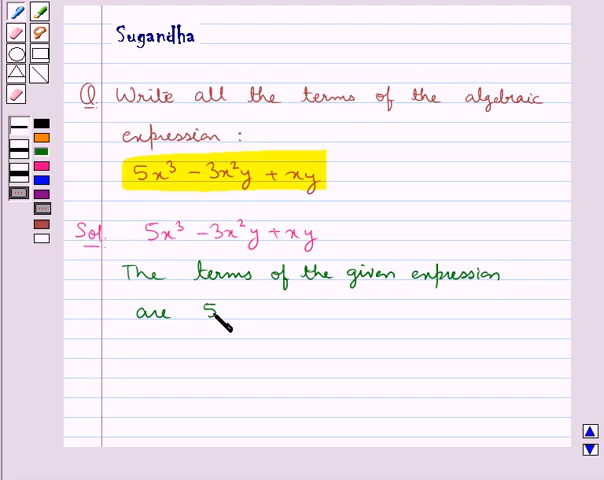 Sugandha
Q. Write all the terms of the algebraic
expression :
5x³ - 3x²y + xy
Sol. 5x³ - 3x²y + xy
The terms of the given expression
are 5